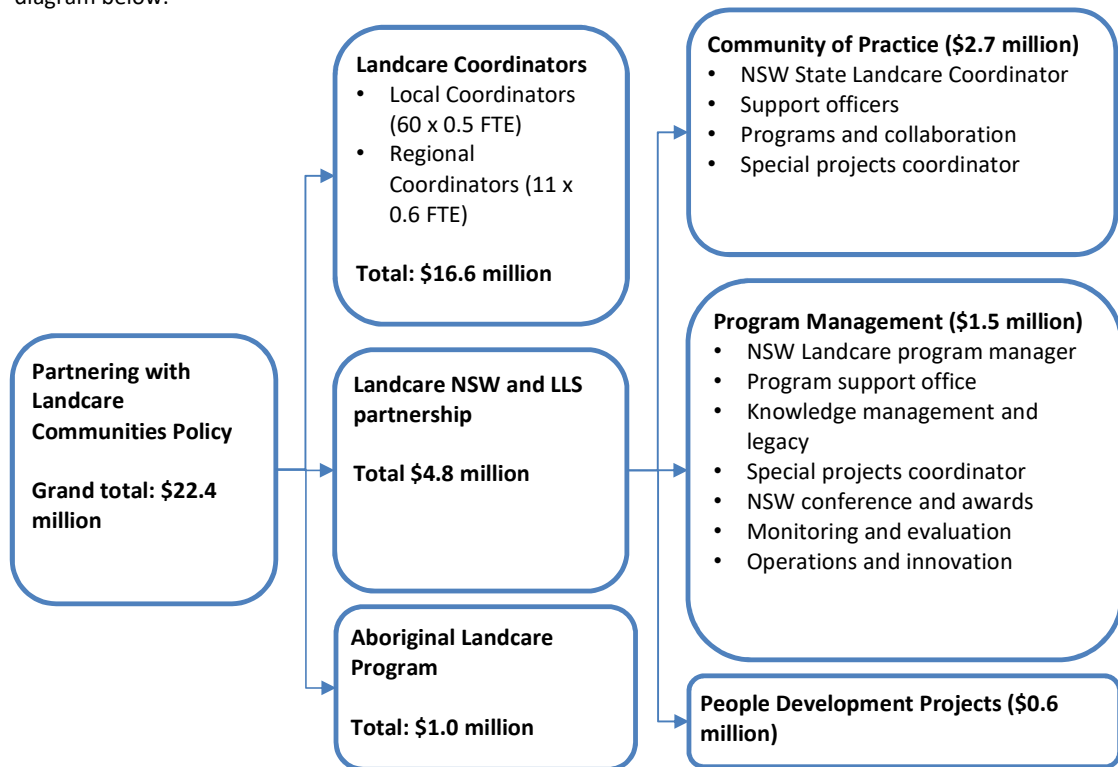 diagram below:
Partnering with
Landcare
Communities Policy
Grand total: $22.4
million
Landcare Coordinators
• Local Coordinators
(60 x 0.5 FTE)
• Regional
Coordinators (11 x
0.6 FTE)
Total: $16.6 million
Landcare NSW and LLS
partnership
Total $4.8 million
Aboriginal Landcare
Program
Total: $1.0 million
Community of Practice ($2.7 million)
• NSW State Landcare Coordinator
• Support officers
• Programs and collaboration
• Special projects coordinator
Program Management ($1.5 million)
• NSW Landcare program manager
• Program support office
• Knowledge management and
legacy
• Special projects coordinator
• NSW conference and awards
• Monitoring and evaluation
• Operations and innovation
People Development Projects ($0.6
million)